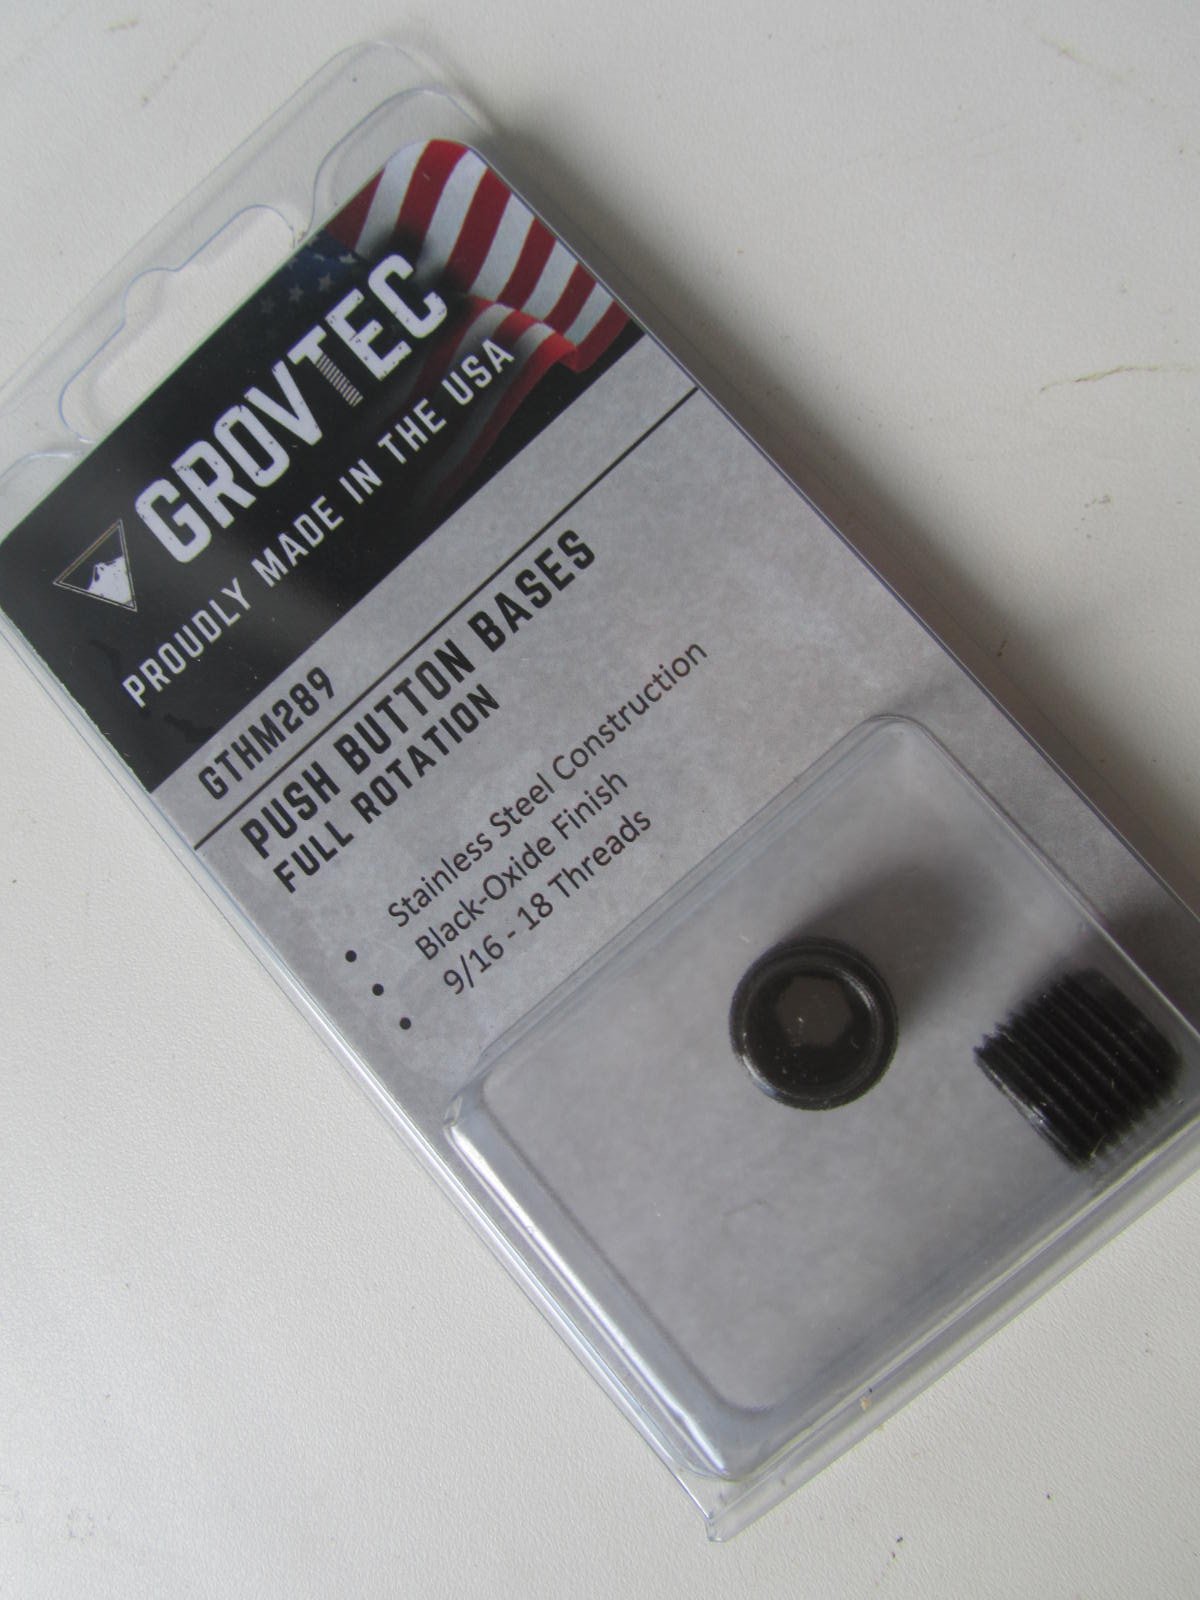 GROVTEC
PROUDLY MADE IN THE USA
GTHM289
PUSH BUTTON BASES
FULL ROTATION
• Stainless Steel Construction
• Black-Oxide Finish
• 9/16 - 18 Threads